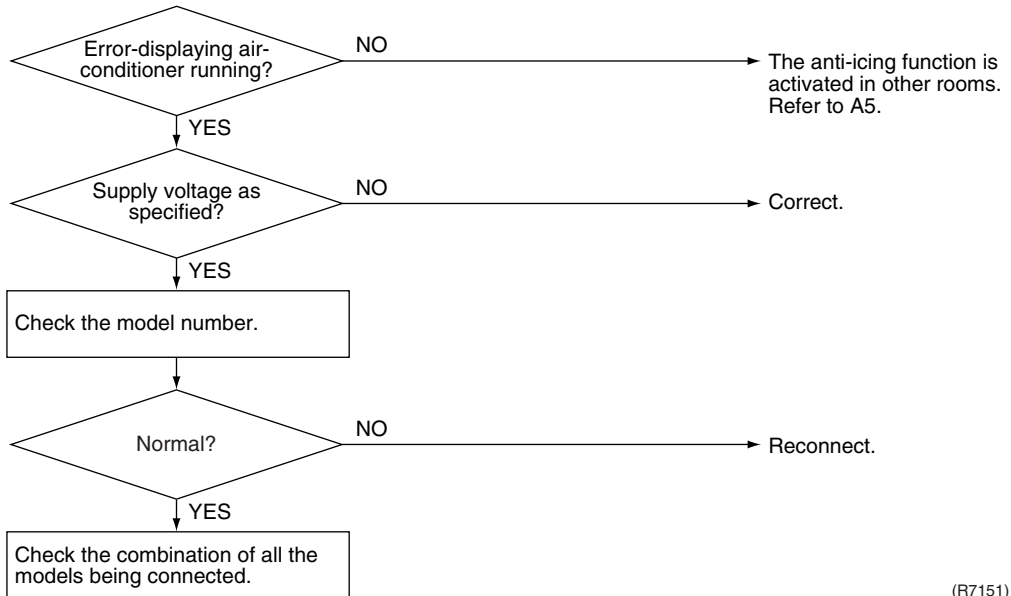 Error-displaying air-
conditioner running?
NO
The anti-icing function is
activated in other rooms.
Refer to A5.
YES
Supply voltage as
specified?
NO
Correct.
YES
Check the model number.
Normal?
NO
Reconnect.
YES
Check the combination of all the
models being connected.
(R7151)